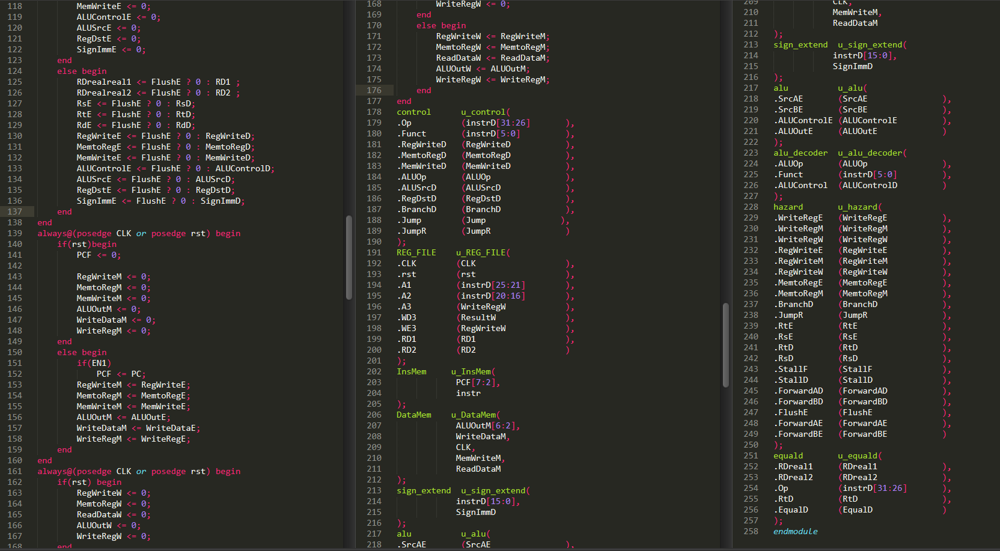 118 MemWriteE <= 0;
119 ALUControlE <= 0;
120 ALUSrcE <= 0;
121 RegDstE <= 0;
122 SignImmE <= 0;
123 end
124 else begin
125 RDrealreal1 <= FlushE ? 0 : RD1 ;
126 RDrealreal2 <= FlushE ? 0 : RD2 ;
127 RsE <= FlushE ? 0 : RsD;
128 RtE <= FlushE ? 0 : RtD;
129 RdE <= FlushE ? 0 : RdD;
130 RegWriteE <= FlushE ? 0 : RegWriteD;
131 MemtoRegE <= FlushE ? 0 : MemtoRegD;
132 MemWriteE <= FlushE ? 0 : MemWriteD;
133 ALUControlE <= FlushE ? 0 : ALUControlD;
134 ALUSrcE <= FlushE ? 0 : ALUSrcD;
135 RegDstE <= FlushE ? 0 : RegDstD;
136 SignImmE <= FlushE ? 0 : SignImmD;
137 end
138 end
139 always@(posedge CLK or posedge rst) begin
140 if(rst)begin
141 PCF <= 0;
142
143 RegWriteM <= 0;
144 MemtoRegM <= 0;
145 MemWriteM <= 0;
146 ALUOutM <= 0;
147 WriteDataM <= 0;
148 WriteRegM <= 0;
149 end
150 else begin
151 if(EN1)
152 PCF <= PC;
153 RegWriteM <= RegWriteE;
154 MemtoRegM <= MemtoRegE;
155 MemWriteM <= MemWriteE;
156 ALUOutM <= ALUOutE;
157 WriteDataM <= WriteDataE;
158 WriteRegM <= WriteRegE;
159 end
160 end
161 always@(posedge CLK or posedge rst) begin
162 if(rst) begin
163 RegWriteW <= 0;
164 MemtoRegW <= 0;
165 ReadDataW <= 0;
166 ALUOutW <= 0;
167 WriteRegW <= 0;
168 end
168 WriteRegW <= 0;
169 end
170 else begin
171 RegWriteW <= RegWriteM;
172 MemtoRegW <= MemtoRegM;
173 ReadDataW <= ReadDataM;
174 ALUOutW <= ALUOutM;
175 WriteRegW <= WriteRegM;
176 end
177 end
178 control u_control(
179 .Op (instrD[31:26] ),
180 .Funct (instrD[5:0] ),
181 .RegWriteD (RegWriteD ),
182 .MemtoRegD (MemtoRegD ),
183 .MemWriteD (MemWriteD ),
184 .ALUOp (ALUOp ),
185 .ALUSrcD (ALUSrcD ),
186 .RegDstD (RegDstD ),
187 .BranchD (BranchD ),
188 .Jump (Jump ),
189 .JumpR (JumpR )
190 );
191 REG_FILE u_REG_FILE(
192 .CLK (CLK ),
193 .rst (rst ),
194 .A1 (instrD[25:21] ),
195 .A2 (instrD[20:16] ),
196 .A3 (WriteRegW ),
197 .WD3 (ResultW ),
198 .WE3 (RegWriteW ),
199 .RD1 (RD1 ),
200 .RD2 (RD2 )
201 );
202 InsMem u_InsMem(
203 PCF[7:2],
204 instr
205 );
206 DataMem u_DataMem(
207 ALUOutM[6:2],
208 WriteDataM,
209 CLK,
210 MemWriteM,
211 ReadDataM
212 );
213 sign_extend u_sign_extend(
214 instrD[15:0],
215 SignImmD
216 );
217 alu u_alu(
218 .SrcAE (SrcAE ),
209 CLK,
210 MemWriteM,
211 ReadDataM
212 );
213 sign_extend u_sign_extend(
214 instrD[15:0],
215 SignImmD
216 );
217 alu u_alu(
218 .SrcAE (SrcAE ),
219 .SrcBE (SrcBE ),
220 .ALUControlE (ALUControlE ),
221 .ALUOutE (ALUOutE )
222 );
223 alu_decoder u_alu_decoder(
224 .ALUOp (ALUOp ),
225 .Funct (instrD[5:0] ),
226 .ALUControl (ALUControlD )
227 );
228 hazard u_hazard(
229 .WriteRegE (WriteRegE ),
230 .WriteRegM (WriteRegM ),
231 .WriteRegW (WriteRegW ),
232 .RegWriteE (RegWriteE ),
233 .RegWriteM (RegWriteM ),
234 .RegWriteW (RegWriteW ),
235 .MemtoRegE (MemtoRegE ),
236 .MemtoRegM (MemtoRegM ),
237 .BranchD (BranchD ),
238 .JumpR (JumpR ),
239 .RtE (RtE ),
240 .RsE (RsE ),
241 .RtD (RtD ),
242 .RsD (RsD ),
243 .StallF (StallF ),
244 .StallD (StallD ),
245 .ForwardAD (ForwardAD ),
246 .ForwardBD (ForwardBD ),
247 .FlushE (FlushE ),
248 .ForwardAE (ForwardAE ),
249 .ForwardBE (ForwardBE )
250 );
251 equald u_equald(
252 .RDreal1 (RDreal1 ),
253 .RDreal2 (RDreal2 ),
254 .Op (instrD[31:26] ),
255 .RtD (RtD ),
256 .EqualD (EqualD )
257 );
258 endmodule